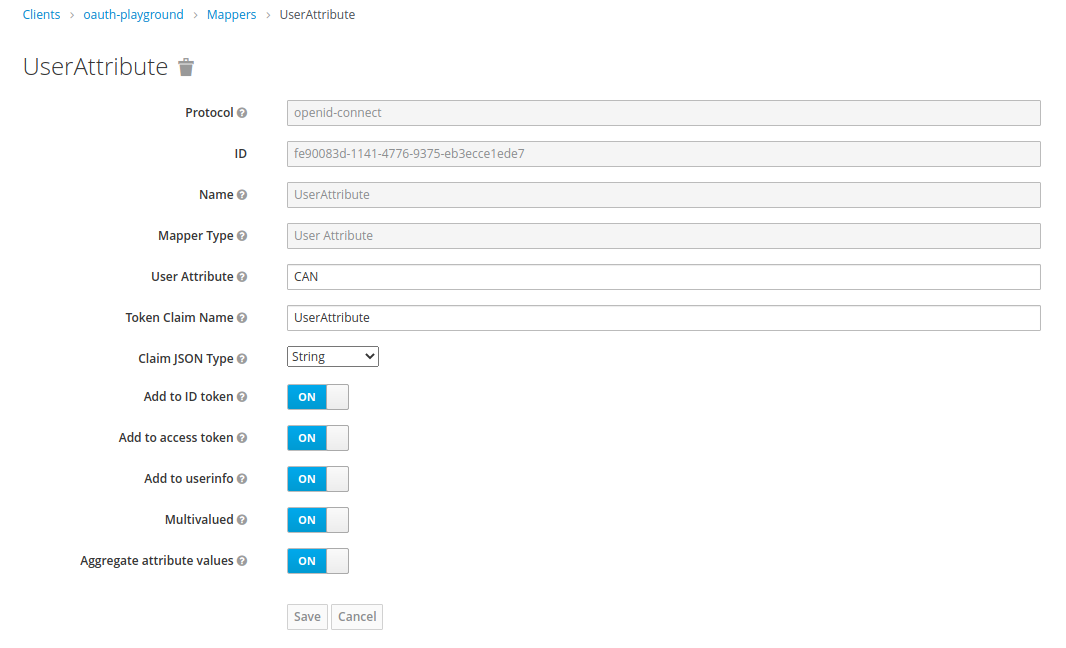 Clients > oauth-playground > Mappers > UserAttribute
UserAttribute
Protocol openid-connect
ID fe90083d-1141-4776-9375-eb3ecce1ede7
Name UserAttribute
Mapper Type User Attribute
User Attribute CAN
Token Claim Name UserAttribute
Claim JSON Type String
Add to ID token ON
Add to access token ON
Add to userinfo ON
Multivalued ON
Aggregate attribute values ON
Save Cancel